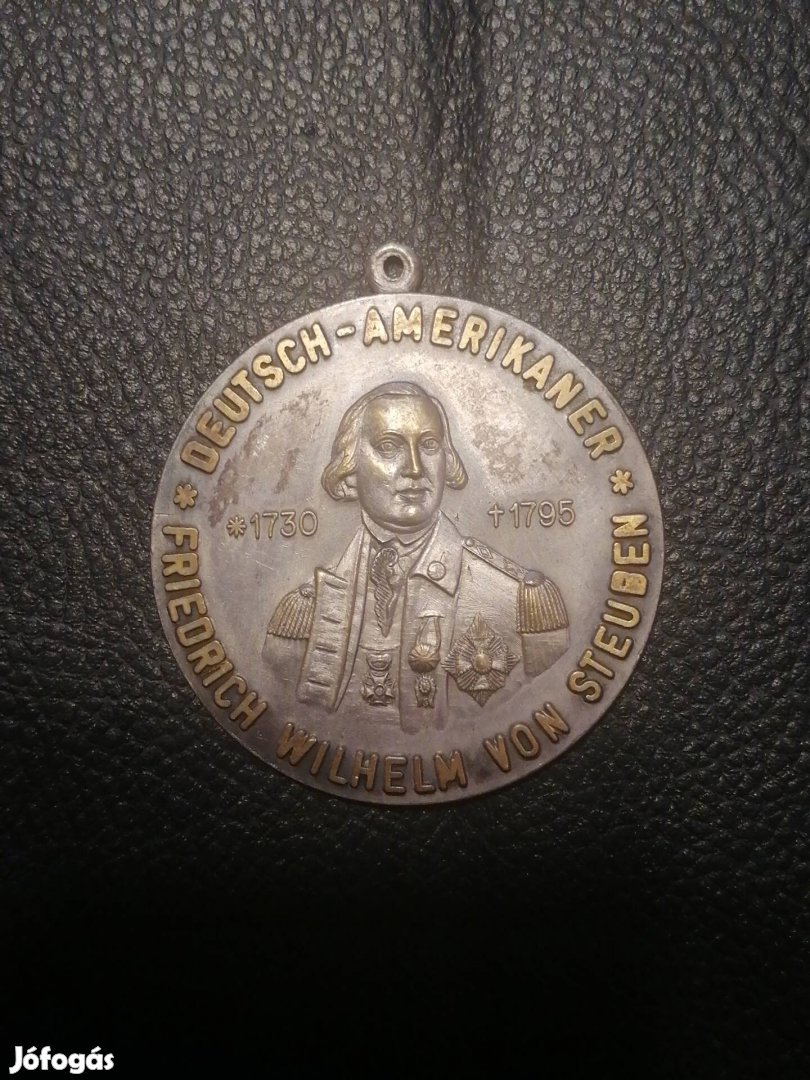 DEUTSCH-AMERIKANER
*1730 †1795
* FRIEDRICH WILHELM VON STEUBEN *
Jófogás